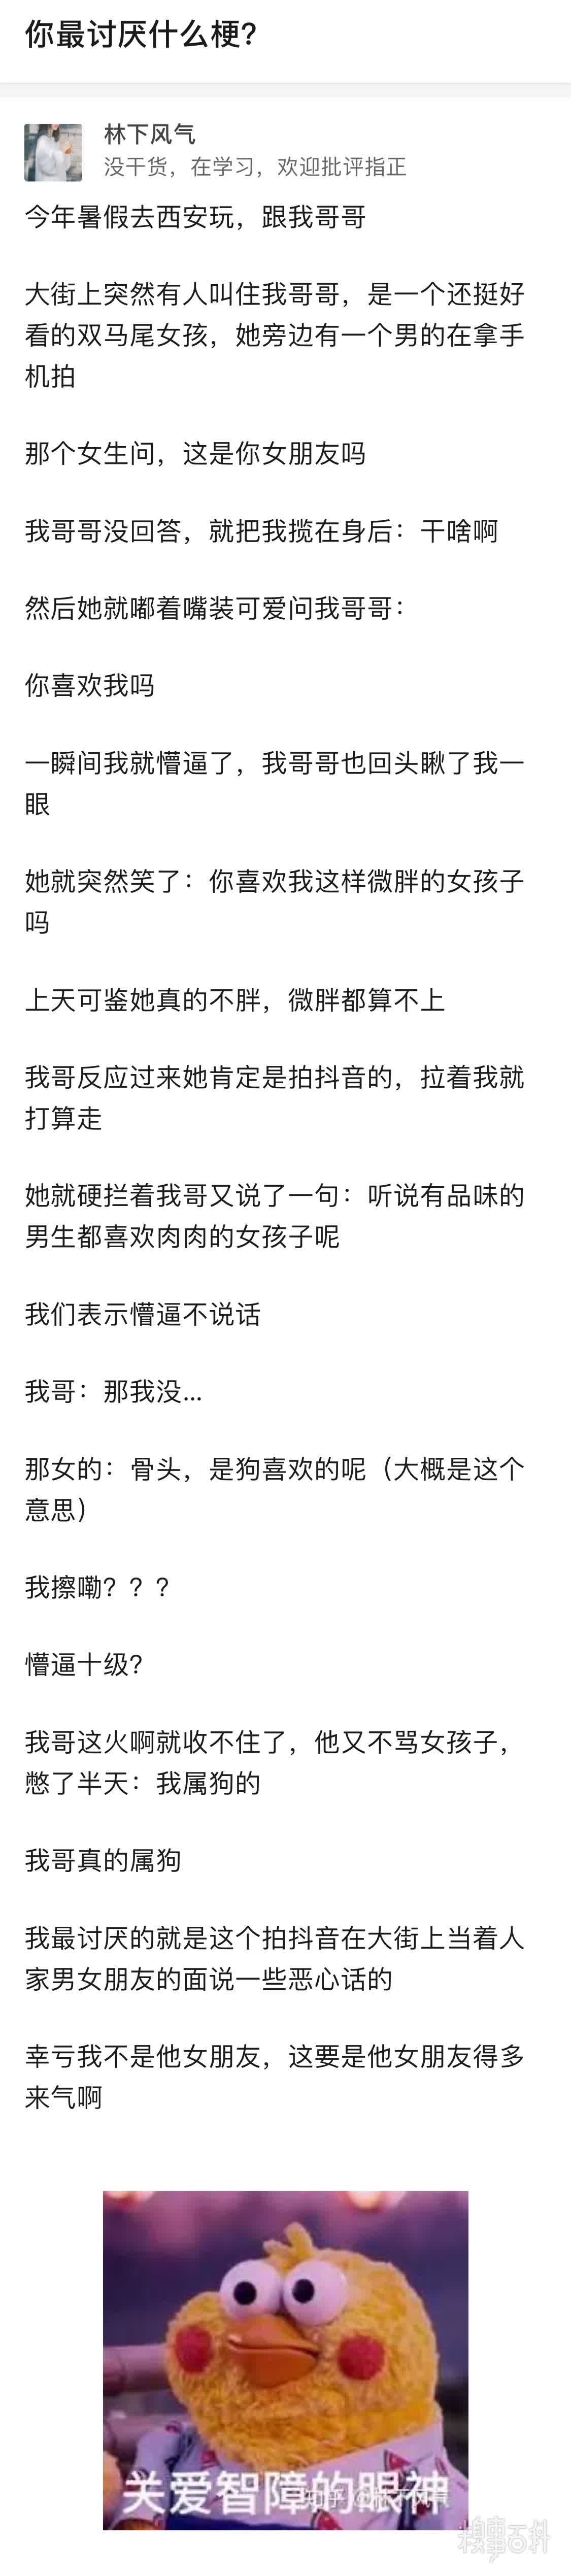 你最讨厌什么梗?
林下风气
没干货，在学习，欢迎批评指正
今年暑假去西安玩，跟我哥哥
大街上突然有人叫住我哥哥，是一个还挺好
看的双马尾女孩，她旁边有一个男的在拿手
机拍
那个女生问，这是你女朋友吗
我哥哥没回答，就把我揽在身后：干啥啊
然后她就嘟着嘴装可爱问我哥哥：
你喜欢我吗
一瞬间我就懵逼了，我哥哥也回头瞅了我一
眼
她就突然笑了：你喜欢我这样微胖的女孩子
吗
上天可鉴她真的不胖，微胖都算不上
我哥反应过来她肯定是拍抖音的，拉着我就
打算走
她就硬拦着我哥又说了一句：听说有品味的
男生都喜欢肉肉的女孩子呢
我们表示懵逼不说话
我哥：那我没...
那女的：骨头，是狗喜欢的呢（大概是这个
意思）
我擦嘞？？？
懵逼十级?
我哥这火啊就收不住了，他又不骂女孩子，
憋了半天：我属狗的
我哥真的属狗
我最讨厌的就是这个拍抖音在大街上当着人
家男女朋友的面说一些恶心话的
幸亏我不是他女朋友，这要是他女朋友得多
来气啊
关爱智障的眼神
知乎 @林下风气
糗事百科